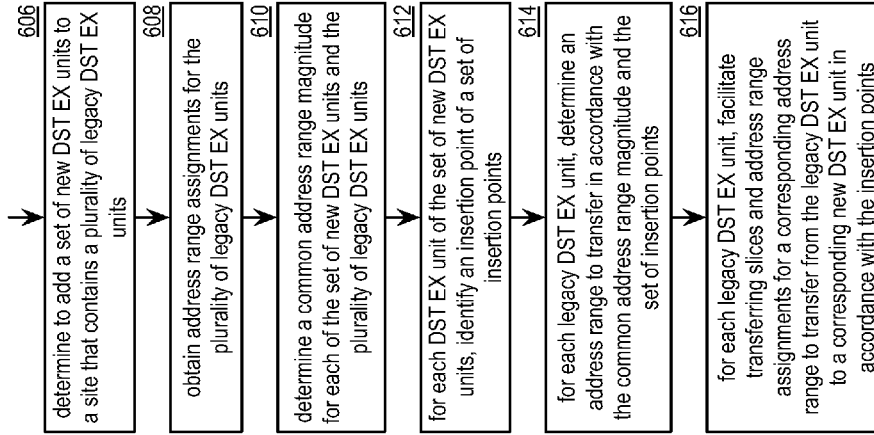 606
determine to add a set of new DST EX units to
a site that contains a plurality of legacy DST EX
units
608
obtain address range assignments for the
plurality of legacy DST EX units
610
determine a common address range magnitude
for each of the set of new DST EX units and the
plurality of legacy DST EX units
612
for each DST EX unit of the set of new DST EX
units, identify an insertion point of a set of
insertion points
614
for each legacy DST EX unit, determine an
address range to transfer in accordance with
the common address range magnitude and the
set of insertion points
616
for each legacy DST EX unit, facilitate
transferring slices and address range
assignments for a corresponding address
range to transfer from the legacy DST EX unit
to a corresponding new DST EX unit in
accordance with the insertion points